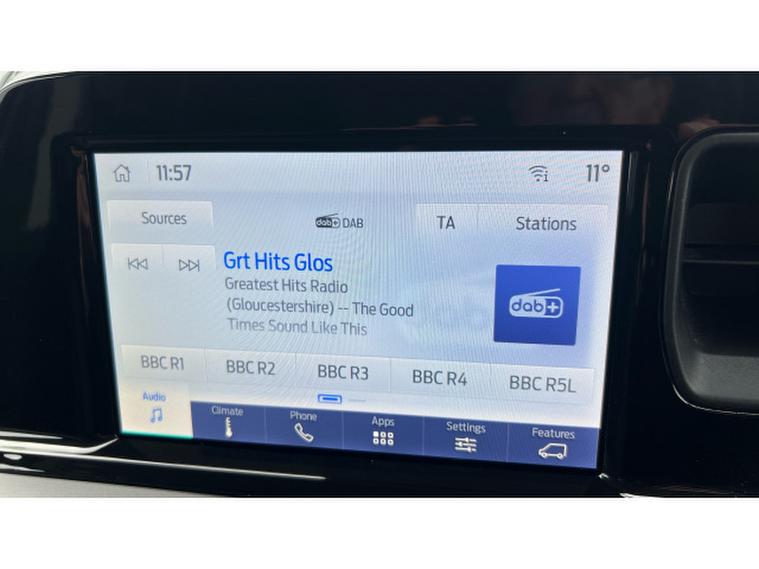 11:57
11°
Sources
dab+ DAB
TA
Stations
Grt Hits Glos
Greatest Hits Radio
(Gloucestershire) -- The Good
Times Sound Like This
dab+
BBC R1
BBC R2
BBC R3
BBC R4
BBC R5L
Audio
Climate
Phone
Apps
Settings
Features